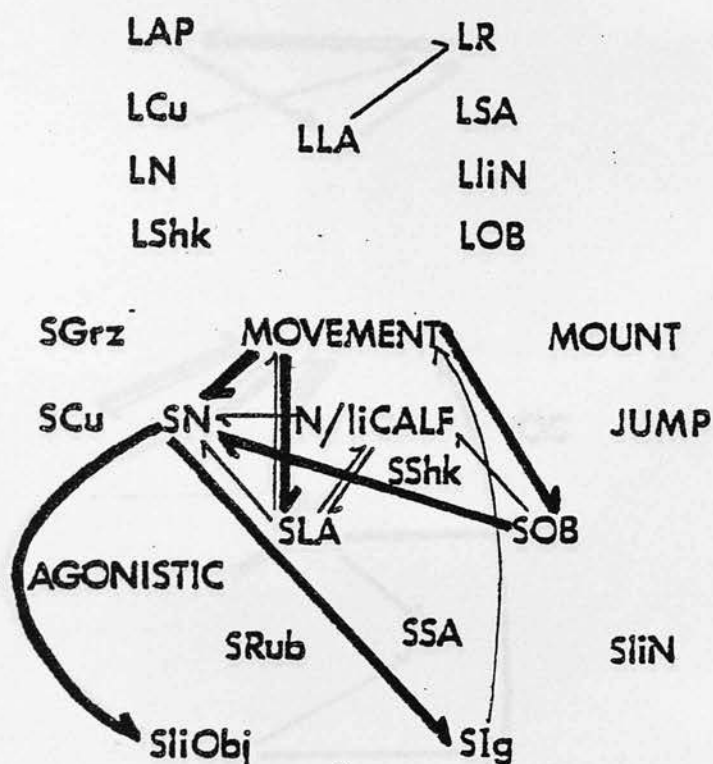 LAP LR
LCu LSA
LLA
LN LliN
LShk LOB
SGrz MOVEMENT MOUNT
SCu SN N/liCALF JUMP
SShk
SLA SOB
AGONISTIC
SRub SSA SliN
SliObj SIg